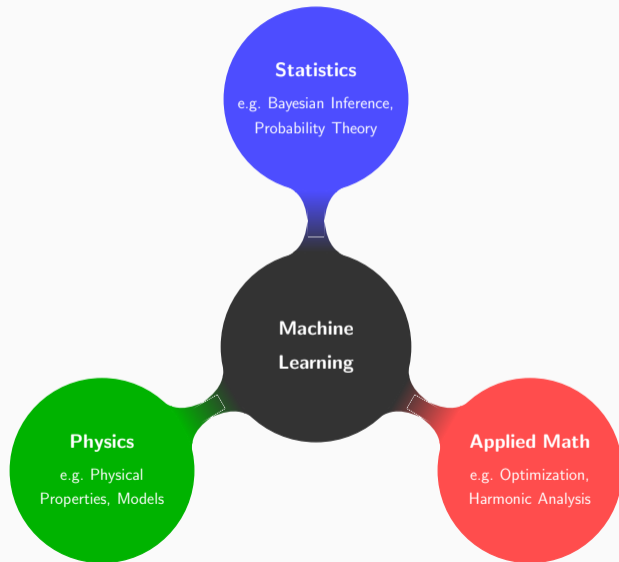 Statistics
e.g. Bayesian Inference,
Probability Theory
Machine
Learning
Physics
e.g. Physical
Properties, Models
Applied Math
e.g. Optimization,
Harmonic Analysis